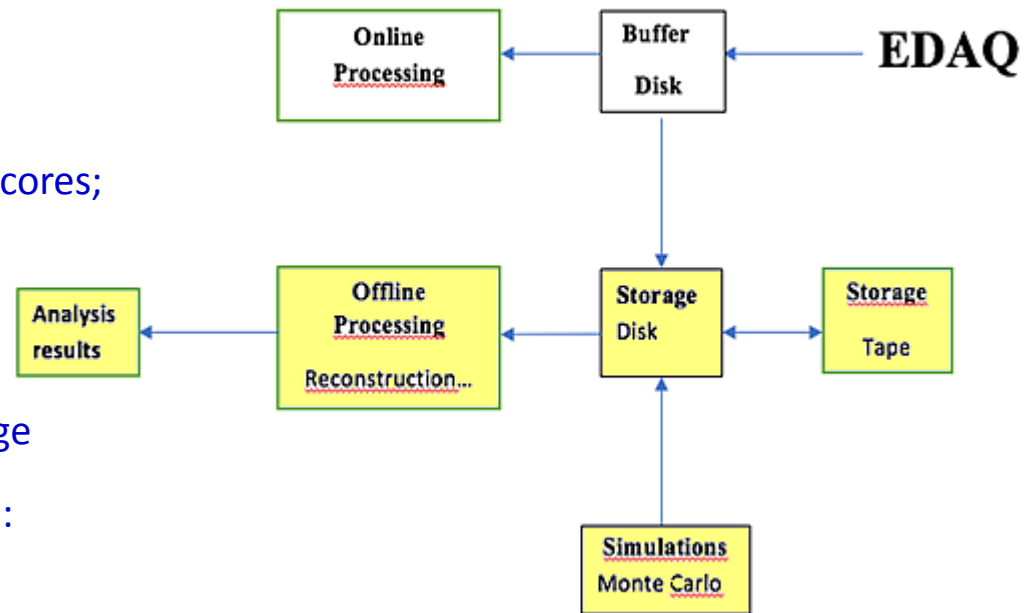 Online
Processing
Buffer
Disk
EDAQ
cores;
Analysis
results
Offline
Processing
Reconstruction...
Storage
Disk
Storage
Tape
ge
:
Simulations
Monte Carlo